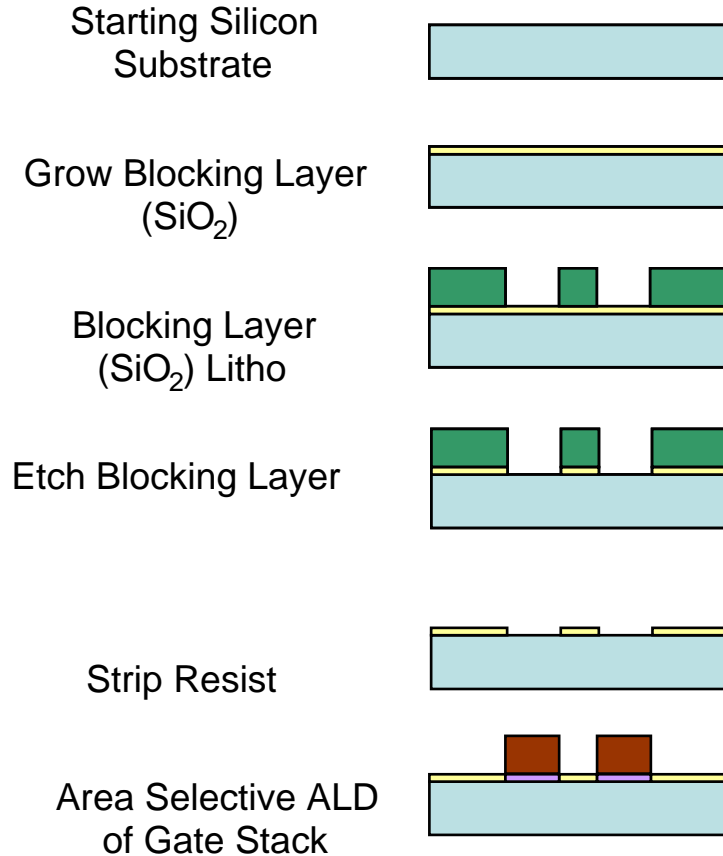 Starting Silicon
Substrate
Grow Blocking Layer
(SiO₂)
Blocking Layer
(SiO₂) Litho
Etch Blocking Layer
Strip Resist
Area Selective ALD
of Gate Stack